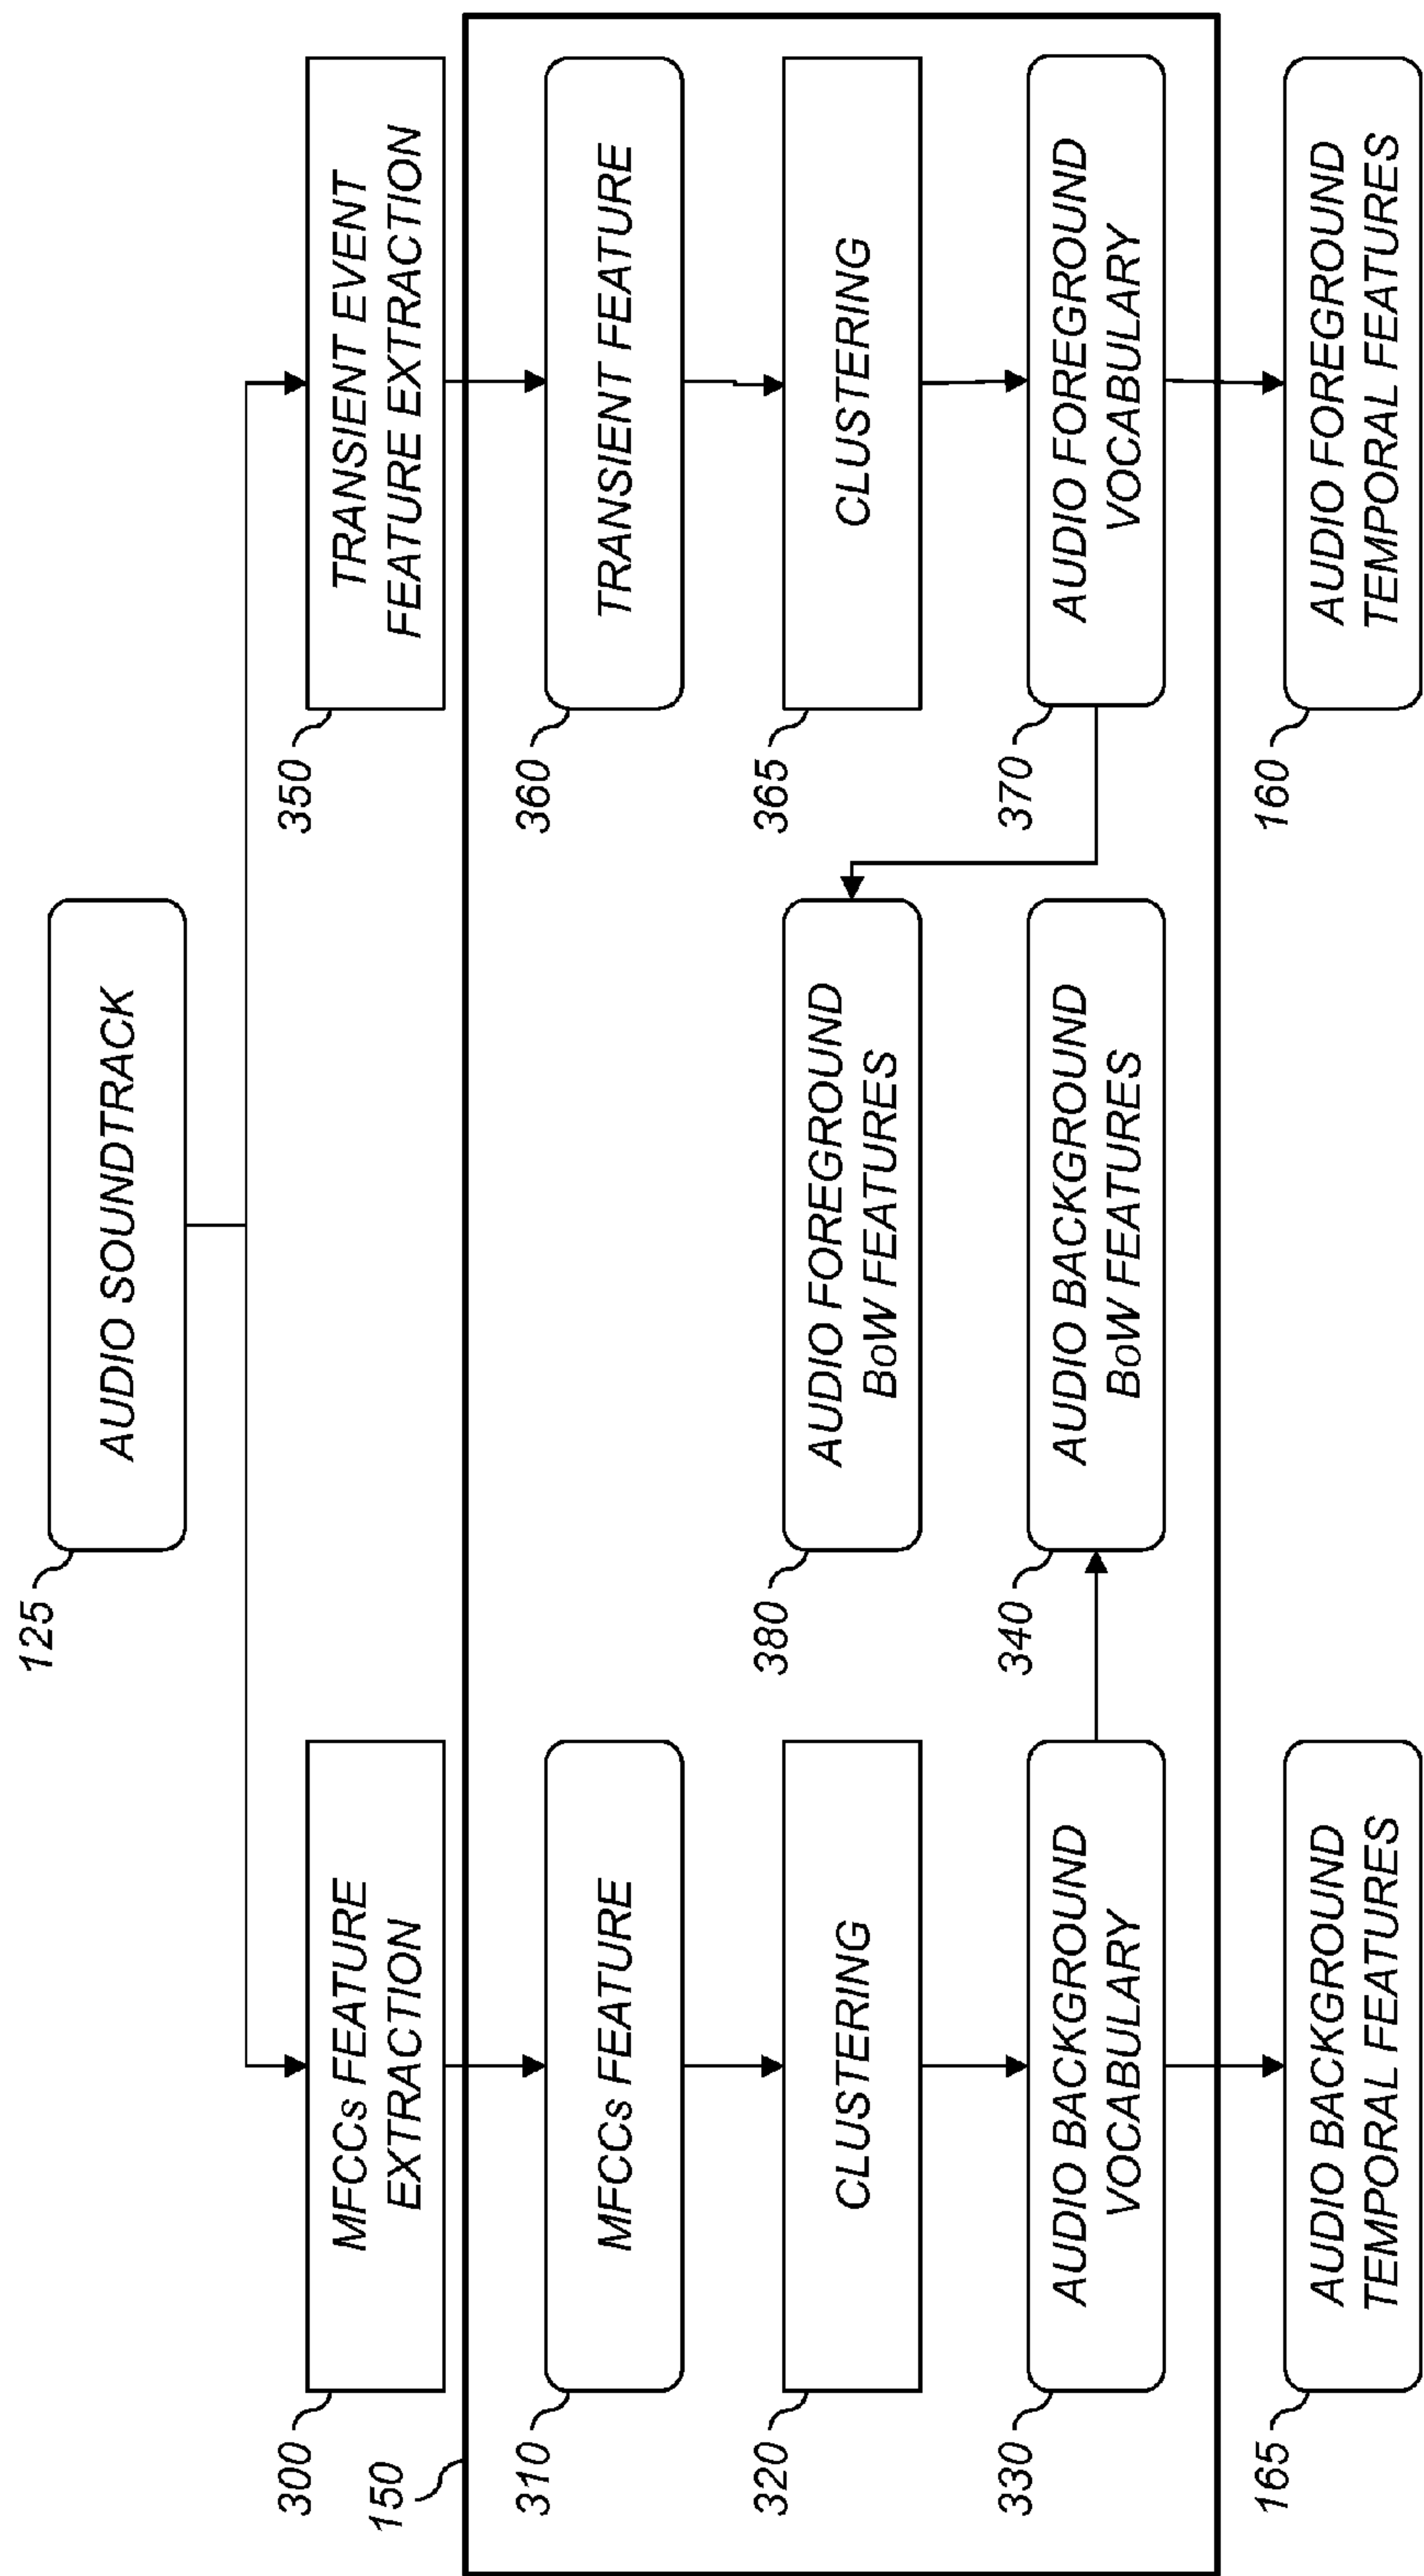 125
AUDIO SOUNDTRACK
300
MFCCs FEATURE
EXTRACTION
350
TRANSIENT EVENT
FEATURE EXTRACTION
150
310
MFCCs FEATURE
360
TRANSIENT FEATURE
320
CLUSTERING
380
AUDIO FOREGROUND
BoW FEATURES
365
CLUSTERING
330
AUDIO BACKGROUND
VOCABULARY
340
AUDIO BACKGROUND
BoW FEATURES
370
AUDIO FOREGROUND
VOCABULARY
165
AUDIO BACKGROUND
TEMPORAL FEATURES
160
AUDIO FOREGROUND
TEMPORAL FEATURES